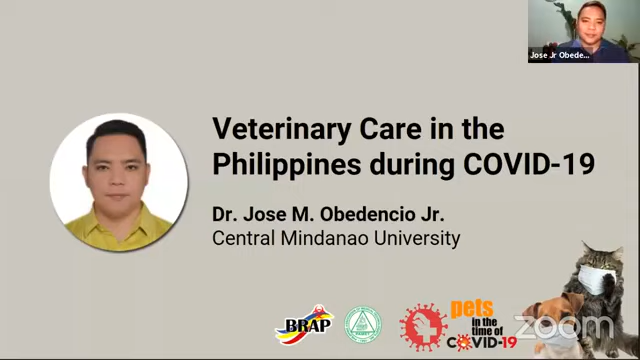 Jose Jr Obede...
Veterinary Care in the
Philippines during COVID-19
Dr. Jose M. Obedencio Jr.
Central Mindanao University
BRAP
pets
in the
time of
COVID-19
zoom